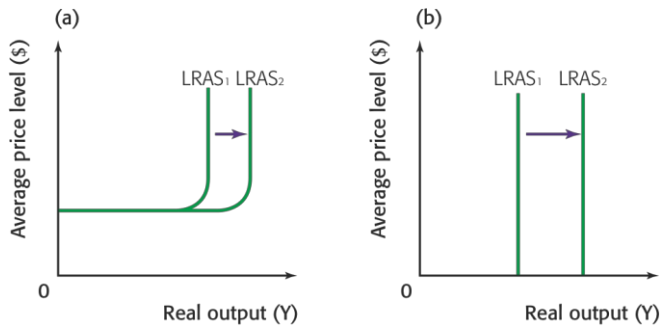 (a)
Average price level ($)
LRAS₁ LRAS₂
0
Real output (Y)
(b)
Average price level ($)
LRAS₁ LRAS₂
0
Real output (Y)